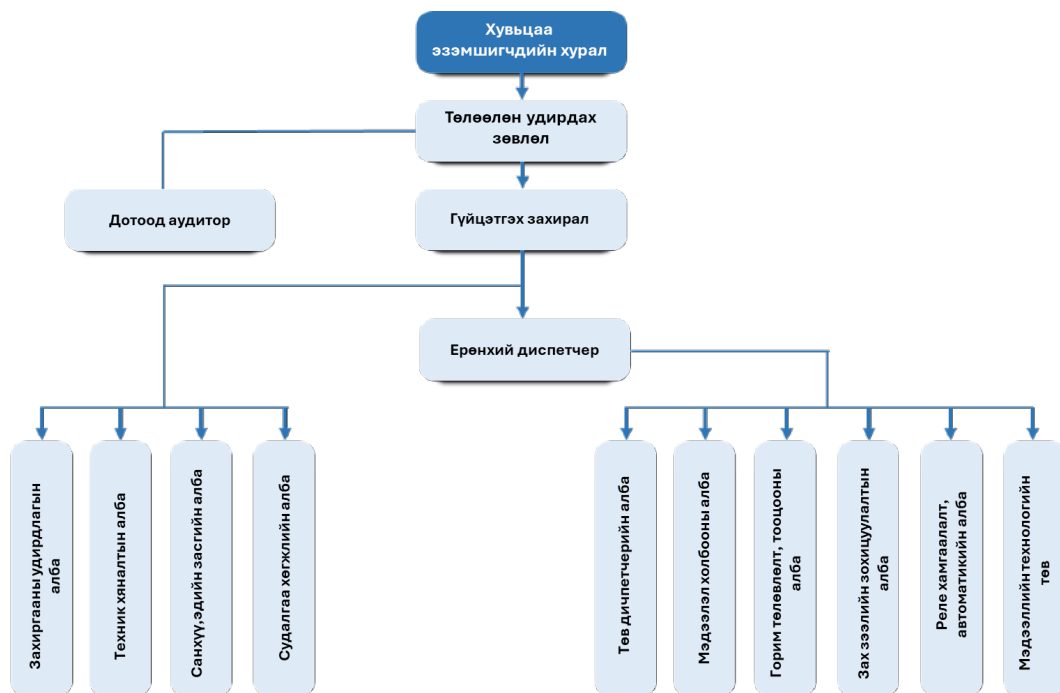 Хувьцаа
эзэмшигчдийн хурал
Төлөөлөн удирдах
зөвлөл
Дотоод аудитор
Гүйцэтгэх захирал
Ерөнхий диспетчер
Захиргааны удирдлагын
алба
Техник хяналтын алба
Санхүү,эдийн засгийн алба
Судалгаа хөгжлийн алба
Төв дичпетчерийн алба
Мэдээлэл холбооны алба
Горим төлөвлөлт, тооцооны
алба
Зах зээлийн зохицуулалтын
алба
Реле хамгаалалт,
автоматикийн алба
Мэдээллийн технологийн
төв